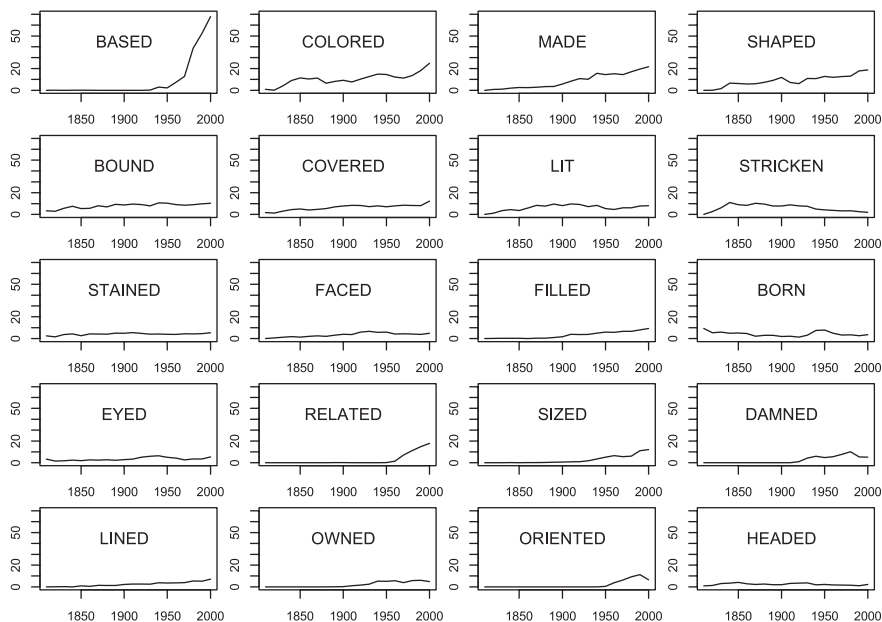 BASED COLORED MADE SHAPED
0 20 50 0 20 50 0 20 50 0 20 50
1850 1900 1950 2000 1850 1900 1950 2000 1850 1900 1950 2000 1850 1900 1950 2000
BOUND COVERED LIT STRICKEN
0 20 50 0 20 50 0 20 50 0 20 50
1850 1900 1950 2000 1850 1900 1950 2000 1850 1900 1950 2000 1850 1900 1950 2000
STAINED FACED FILLED BORN
0 20 50 0 20 50 0 20 50 0 20 50
1850 1900 1950 2000 1850 1900 1950 2000 1850 1900 1950 2000 1850 1900 1950 2000
EYED RELATED SIZED DAMNED
0 20 50 0 20 50 0 20 50 0 20 50
1850 1900 1950 2000 1850 1900 1950 2000 1850 1900 1950 2000 1850 1900 1950 2000
LINED OWNED ORIENTED HEADED
0 20 50 0 20 50 0 20 50 0 20 50
1850 1900 1950 2000 1850 1900 1950 2000 1850 1900 1950 2000 1850 1900 1950 2000